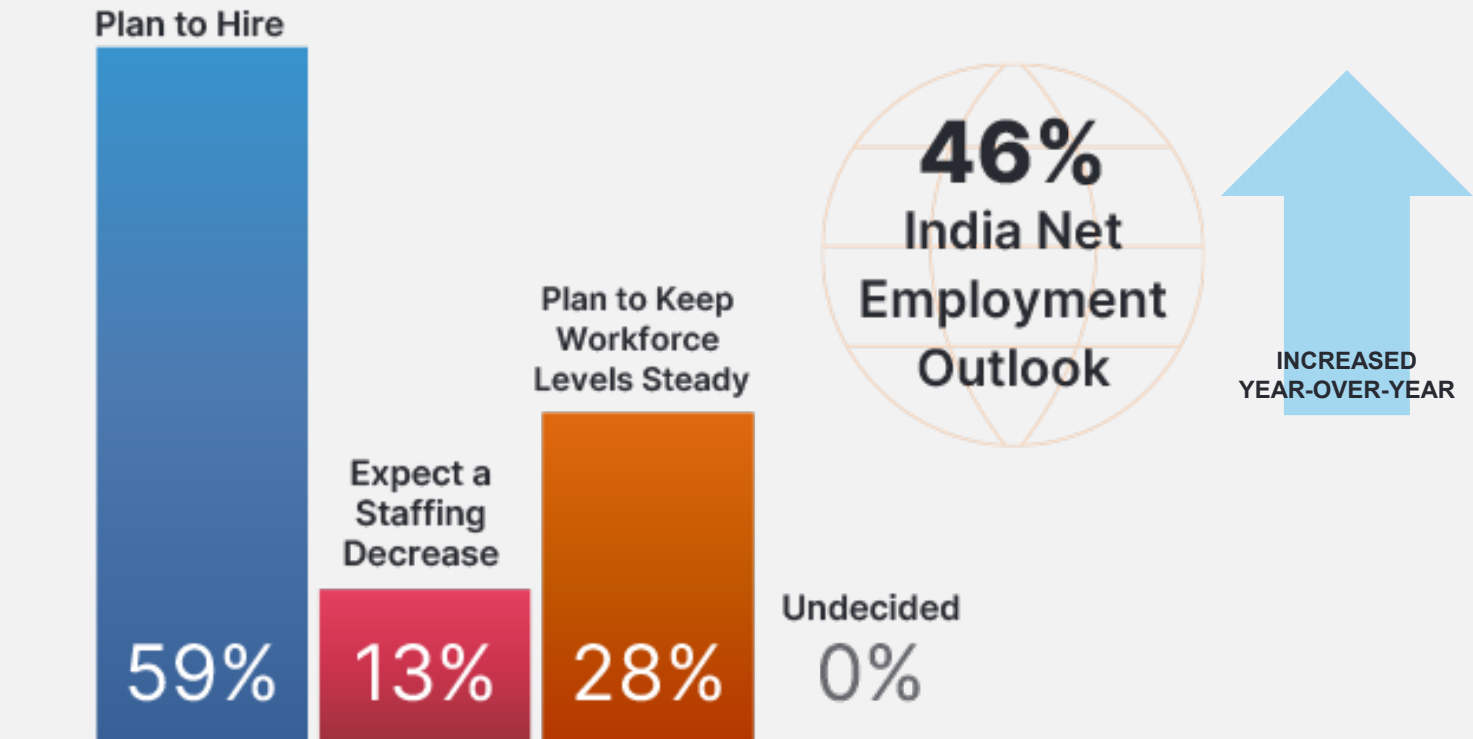 Plan to Hire
59%
Expect a
Staffing
Decrease
13%
Plan to Keep
Workforce
Levels Steady
28%
Undecided
0%
46%
India Net
Employment
Outlook
INCREASED
YEAR-OVER-YEAR